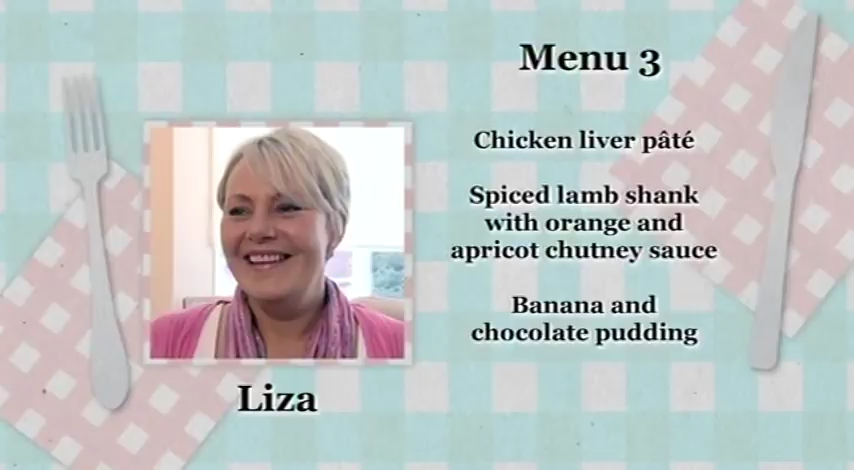 Menu 3
Chicken liver pâté
Spiced lamb shank
with orange and
apricot chutney sauce
Banana and
chocolate pudding
Liza